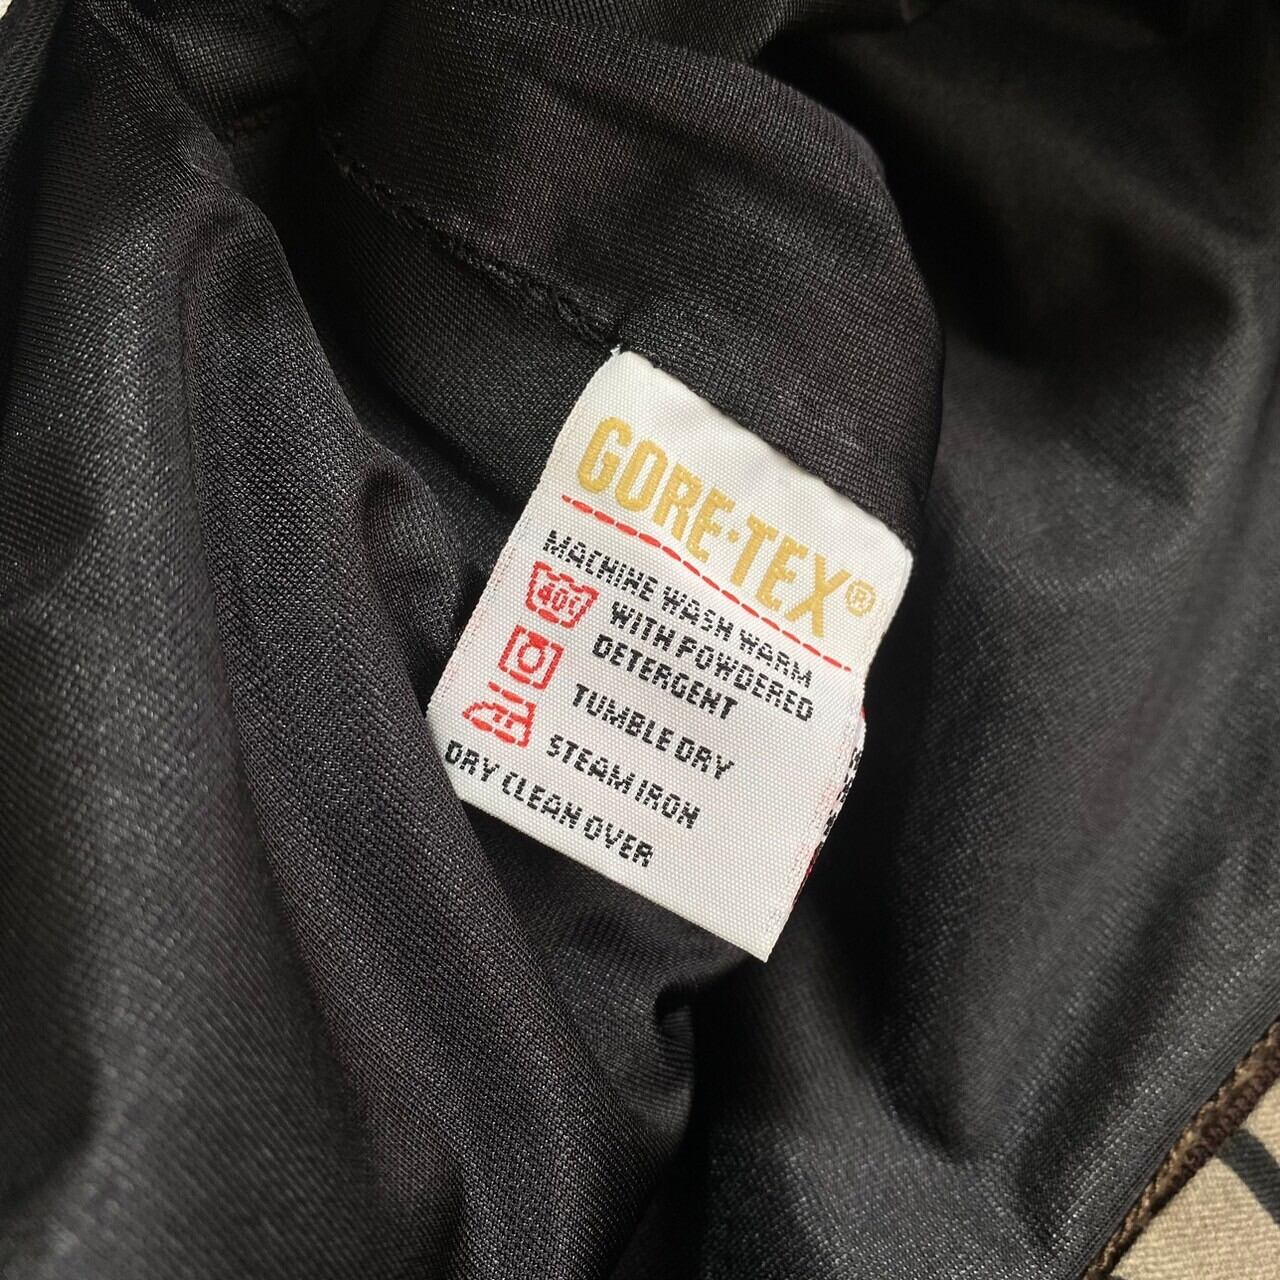 GORE-TEX®
MACHINE WASH WARM
40°
WITH POWDERED
DETERGENT
TUMBLE DRY
STEAM IRON
DRY CLEAN OVER